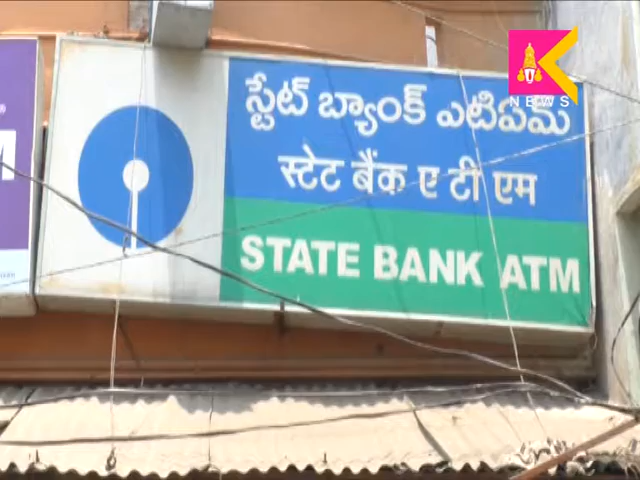 స్టేట్ బ్యాంక్ ఎటిఎమ్
स्टेट बैंक ए टी एम
STATE BANK ATM
K
NEWS